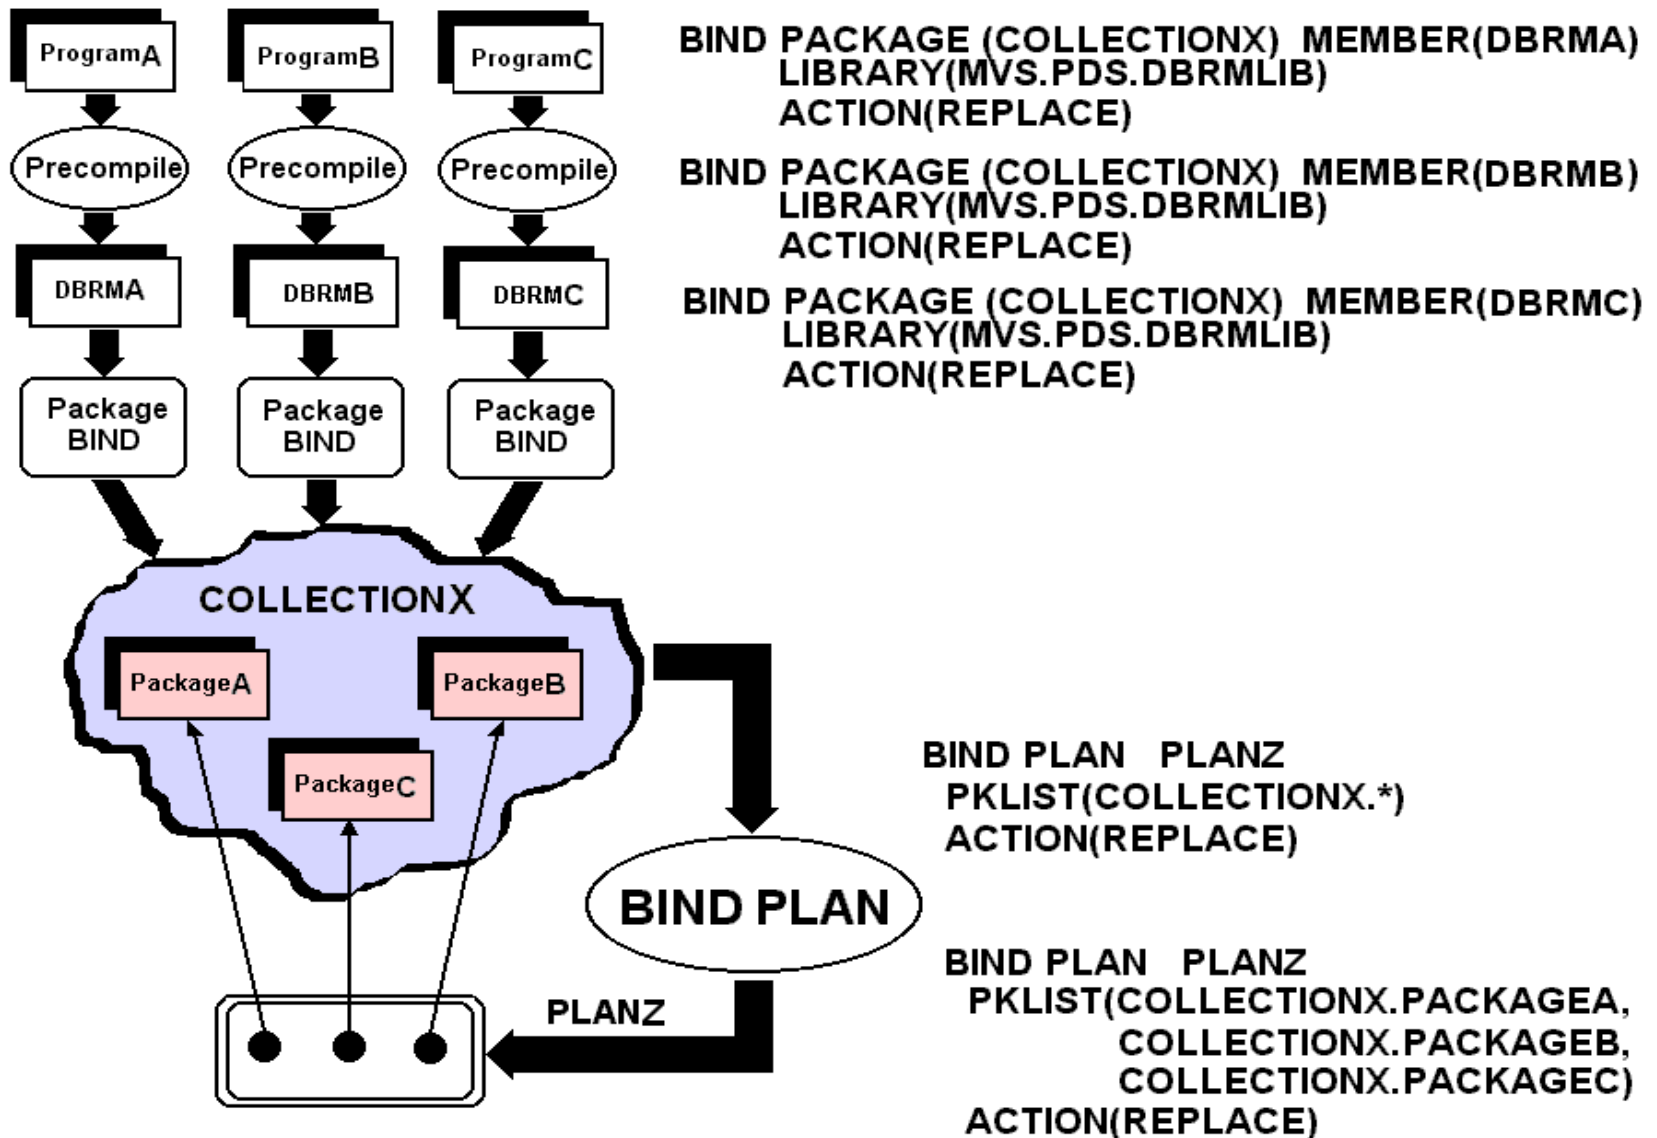 ProgramA
ProgramB
ProgramC
Precompile
Precompile
Precompile
DBRMA
DBRMB
DBRMC
Package
BIND
Package
BIND
Package
BIND
COLLECTIONX
PackageA
PackageB
PackageC
BIND PLAN
PLANZ
BIND PACKAGE (COLLECTIONX) MEMBER(DBRMA)
LIBRARY(MVS.PDS.DBRMLIB)
ACTION(REPLACE)
BIND PACKAGE (COLLECTIONX) MEMBER(DBRMB)
LIBRARY(MVS.PDS.DBRMLIB)
ACTION(REPLACE)
BIND PACKAGE (COLLECTIONX) MEMBER(DBRMC)
LIBRARY(MVS.PDS.DBRMLIB)
ACTION(REPLACE)
BIND PLAN PLANZ
PKLIST(COLLECTIONX.*)
ACTION(REPLACE)
BIND PLAN PLANZ
PKLIST(COLLECTIONX.PACKAGEA,
COLLECTIONX.PACKAGEB,
COLLECTIONX.PACKAGEC)
ACTION(REPLACE)